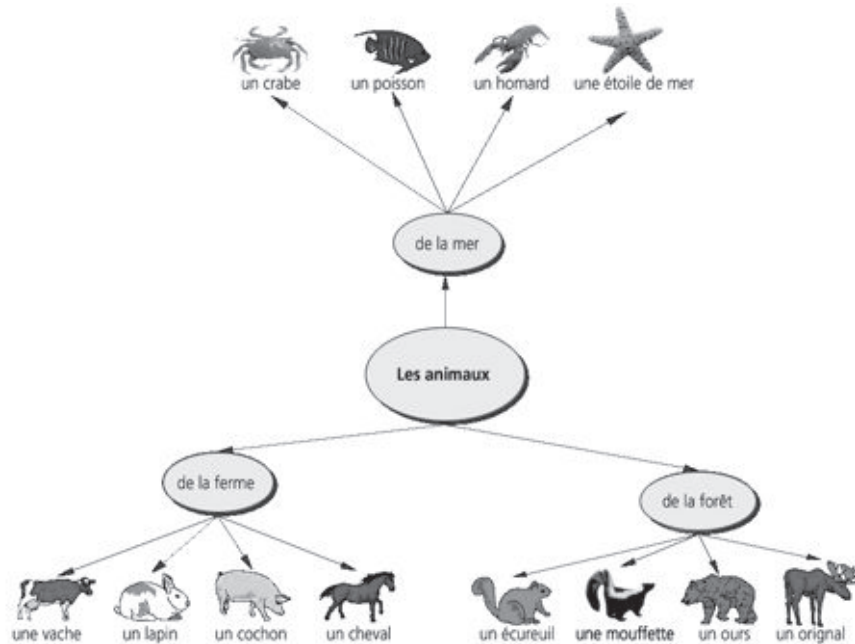 un crabe
un poisson
un homard
une étoile de mer
de la mer
Les animaux
de la ferme
de la forêt
une vache
un lapin
un cochon
un cheval
un écureuil
une mouffette
un ours
un orignal